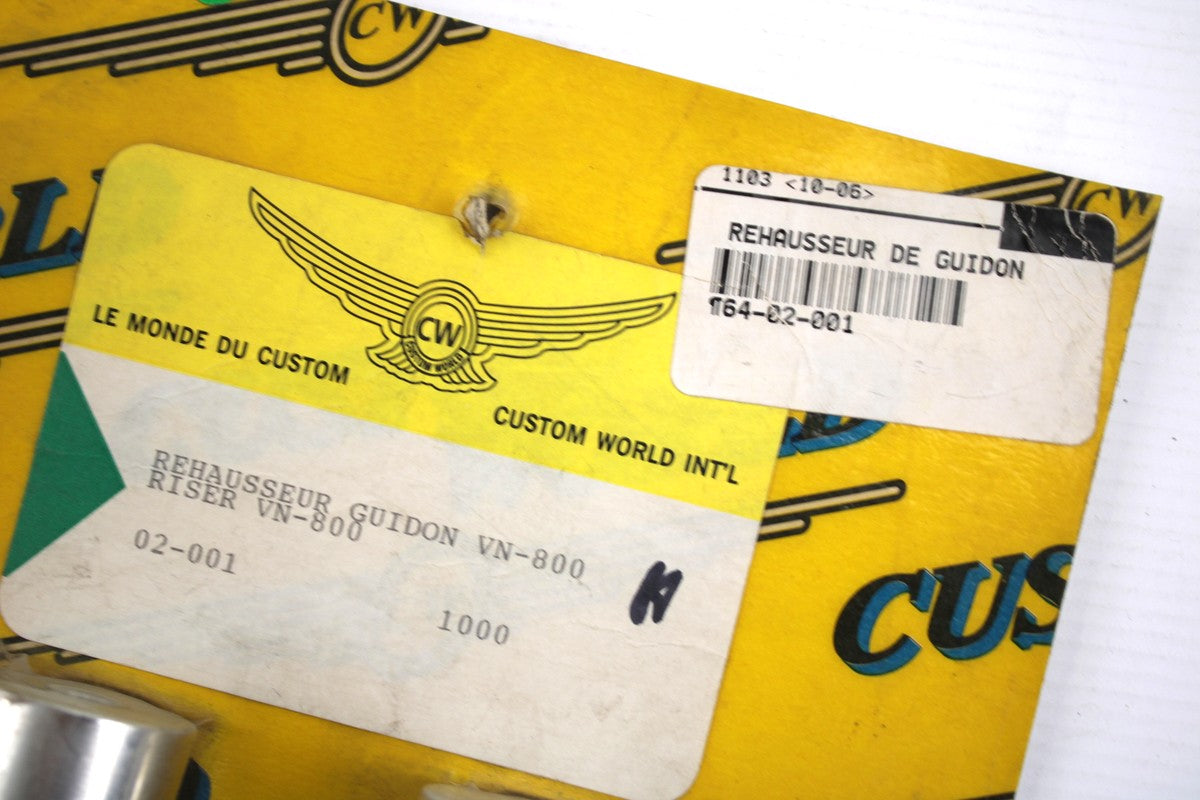 CW
LE MONDE DU CUSTOM
CW
CUSTOM WORLD
CUSTOM WORLD INT'L
REHAUSSEUR GUIDON VN-800
RISER VN-800
02-001
1000
1103 <10-06>
REHAUSSEUR DE GUIDON
¶64-02-001
CW
CUS